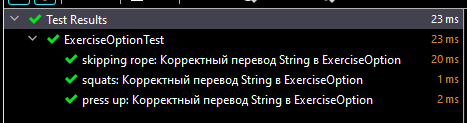 Test Results 23 ms
ExerciseOptionTest 23 ms
skipping rope: Корректный перевод String в ExerciseOption 20 ms
squats: Корректный перевод String в ExerciseOption 1 ms
press up: Корректный перевод String в ExerciseOption 2 ms